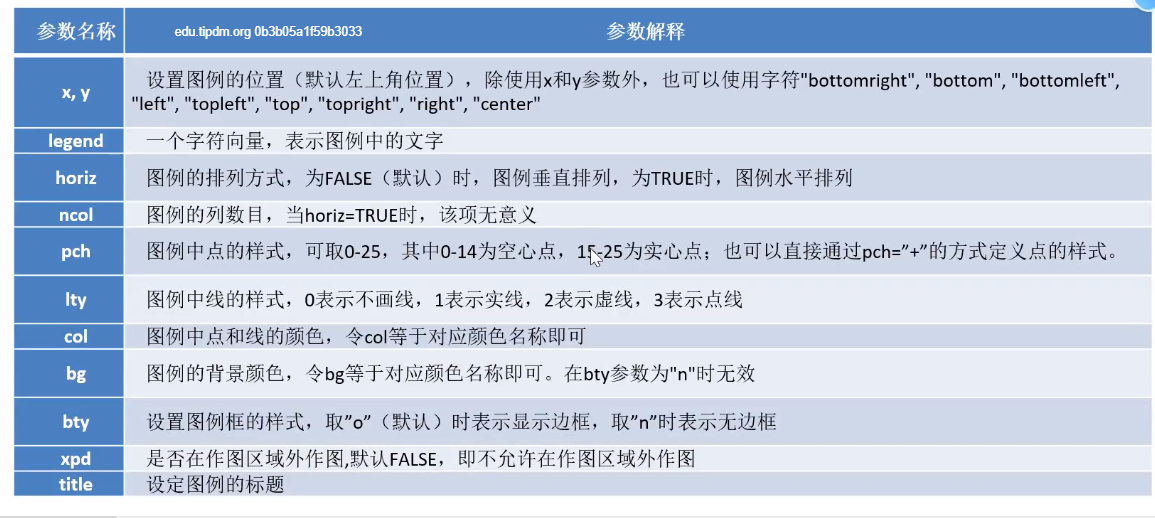 参数名称 edu.tipdm.org 0b3b05a1f59b3033 参数解释
x, y 设置图例的位置（默认左上角位置），除使用x和y参数外，也可以使用字符"bottomright", "bottom", "bottomleft",
"left", "topleft", "top", "topright", "right", "center"
legend 一个字符向量，表示图例中的文字
horiz 图例的排列方式，为FALSE（默认）时，图例垂直排列，为TRUE时，图例水平排列
ncol 图例的列数目，当horiz=TRUE时，该项无意义
pch 图例中点的样式，可取0-25，其中0-14为空心点，15-25为实心点；也可以直接通过pch=”+”的方式定义点的样式。
lty 图例中线的样式，0表示不画线，1表示实线，2表示虚线，3表示点线
col 图例中点和线的颜色，令col等于对应颜色名称即可
bg 图例的背景颜色，令bg等于对应颜色名称即可。在bty参数为"n"时无效
bty 设置图例框的样式，取”o”（默认）时表示显示边框，取”n”时表示无边框
xpd 是否在作图区域外作图,默认FALSE，即不允许在作图区域外作图
title 设定图例的标题